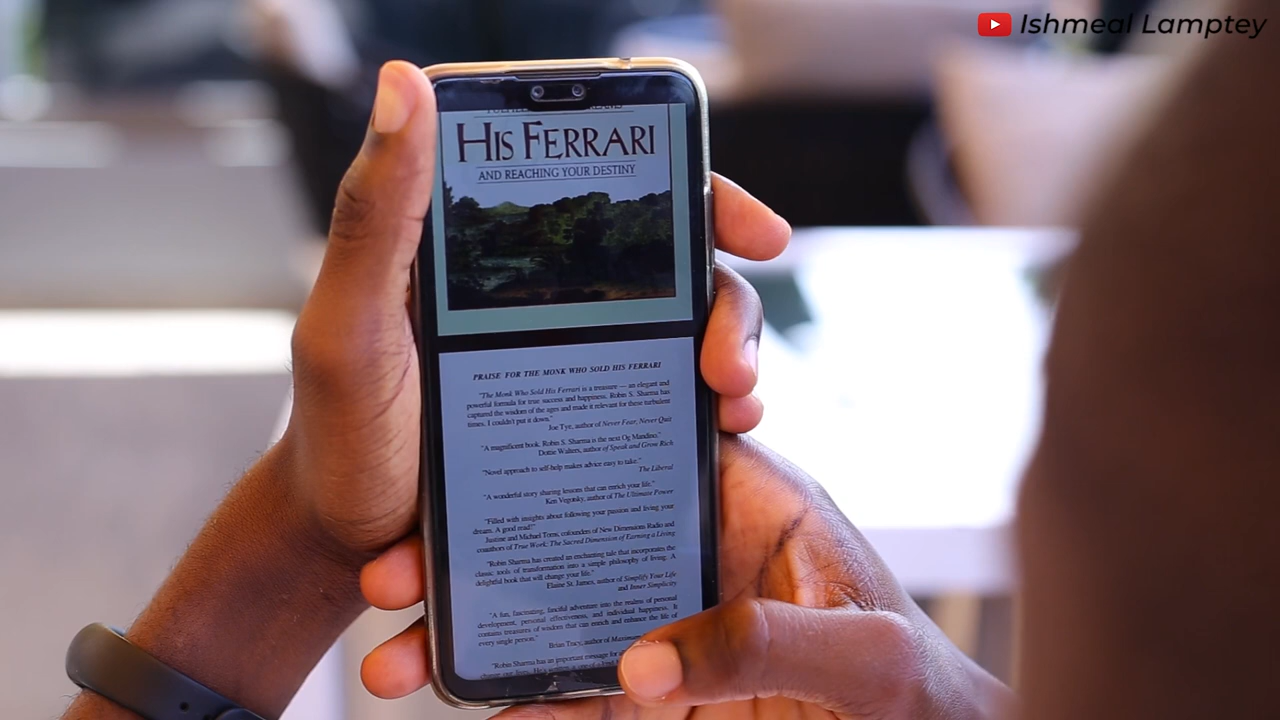 Ishmeal Lamptey
HIS FERRARI
AND REACHING YOUR DESTINY
PRAISE FOR THE MONK WHO SOLD HIS FERRARI
"The Monk Who Sold His Ferrari is a treasure — an elegant and
powerful formula for true success and happiness. Robin S. Sharma has
captured the wisdom of the ages and made it relevant for these turbulent
times. I couldn't put it down."
Joe Tye, author of Never Fear, Never Quit
"A magnificent book. Robin S. Sharma is the next Og Mandino."
Dottie Walters, author of Speak and Grow Rich
"Novel approach to self-help makes advice easy to take."
The Liberal
"A wonderful story sharing lessons that can enrich your life."
Ken Vegotsky, author of The Ultimate Power
"Filled with insights about following your passion and living your
dream. A good read!"
Justine and Michael Toms, cofounders of New Dimensions Radio and
coauthors of True Work: The Sacred Dimension of Earning a Living
"Robin Sharma has created an enchanting tale that incorporates the
classic tools of transformation into a simple philosophy of living. A
delightful book that will change your life."
Elaine St. James, author of Simplify Your Life
and Inner Simplicity
"A fun, fascinating, fanciful adventure into the realms of personal
development, personal effectiveness, and individual happiness. It
contains treasures of wisdom that can enrich and enhance the life of
every single person."
Brian Tracy, author of
"Robin Sharma has an important message for